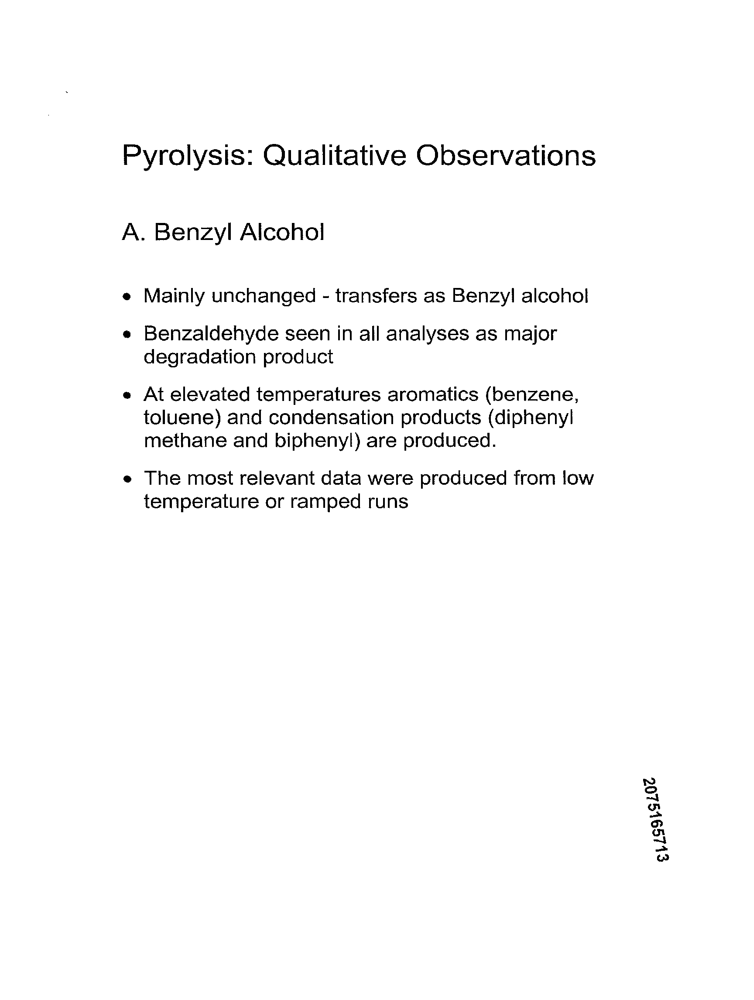 Pyrolysis: Qualitative Observations
A. Benzyl Alcohol
• Mainly unchanged - transfers as Benzyl alcohol
• Benzaldehyde seen in all analyses as major
degradation product
• At elevated temperatures aromatics (benzene,
toluene) and condensation products (diphenyl
methane and biphenyl) are produced.
• The most relevant data were produced from low
temperature or ramped runs
2075165713